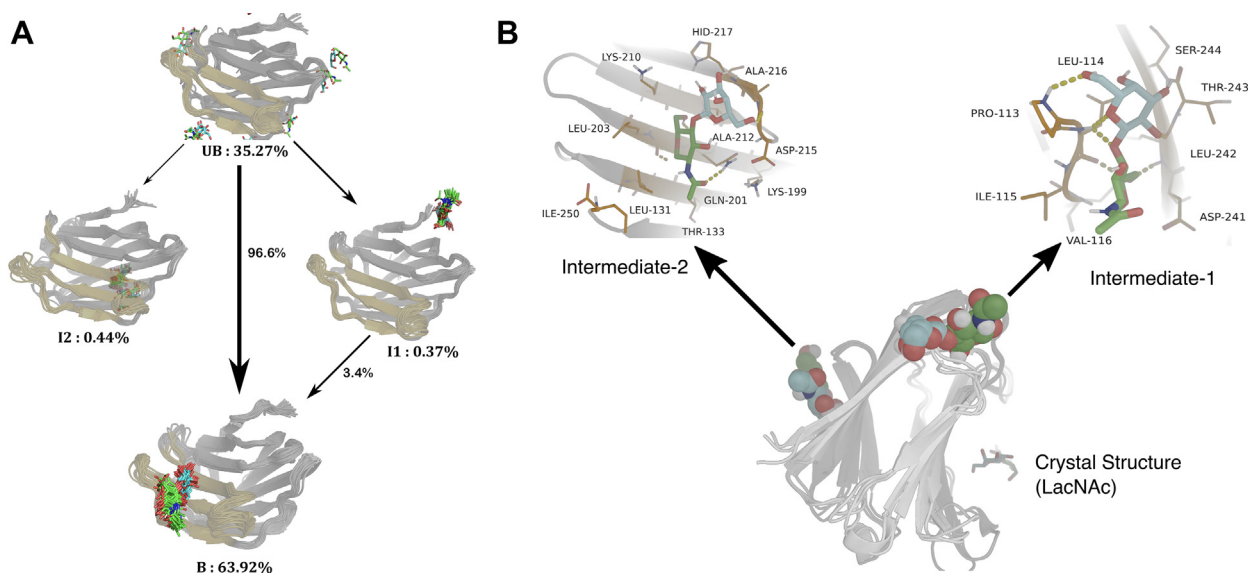 A
UB : 35.27%
96.6%
I2 : 0.44%
I1 : 0.37%
3.4%
B : 63.92%
B
HID-217
LYS-210
ALA-216
LEU-203
ALA-212
ASP-215
LYS-199
GLN-201
LEU-131
ILE-250
THR-133
Intermediate-2
SER-244
LEU-114
THR-243
PRO-113
LEU-242
ILE-115
ASP-241
VAL-116
Intermediate-1
Crystal Structure
(LacNAc)